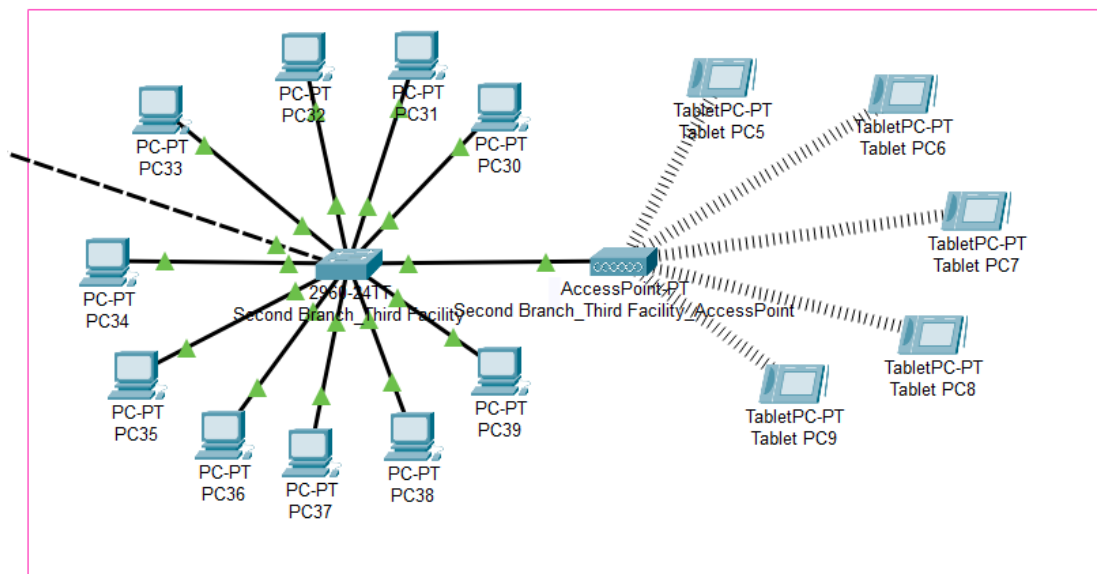 PC-PT
PC32
PC-PT
PC31
PC-PT
PC30
PC-PT
PC33
PC-PT
PC34
PC-PT
PC35
PC-PT
PC36
PC-PT
PC37
PC-PT
PC38
PC-PT
PC39
2960-24TT
Second Branch_Third Facility
AccessPoint-PT
Second Branch_Third Facility_AccessPoint
TabletPC-PT
Tablet PC5
TabletPC-PT
Tablet PC6
TabletPC-PT
Tablet PC7
TabletPC-PT
Tablet PC8
TabletPC-PT
Tablet PC9